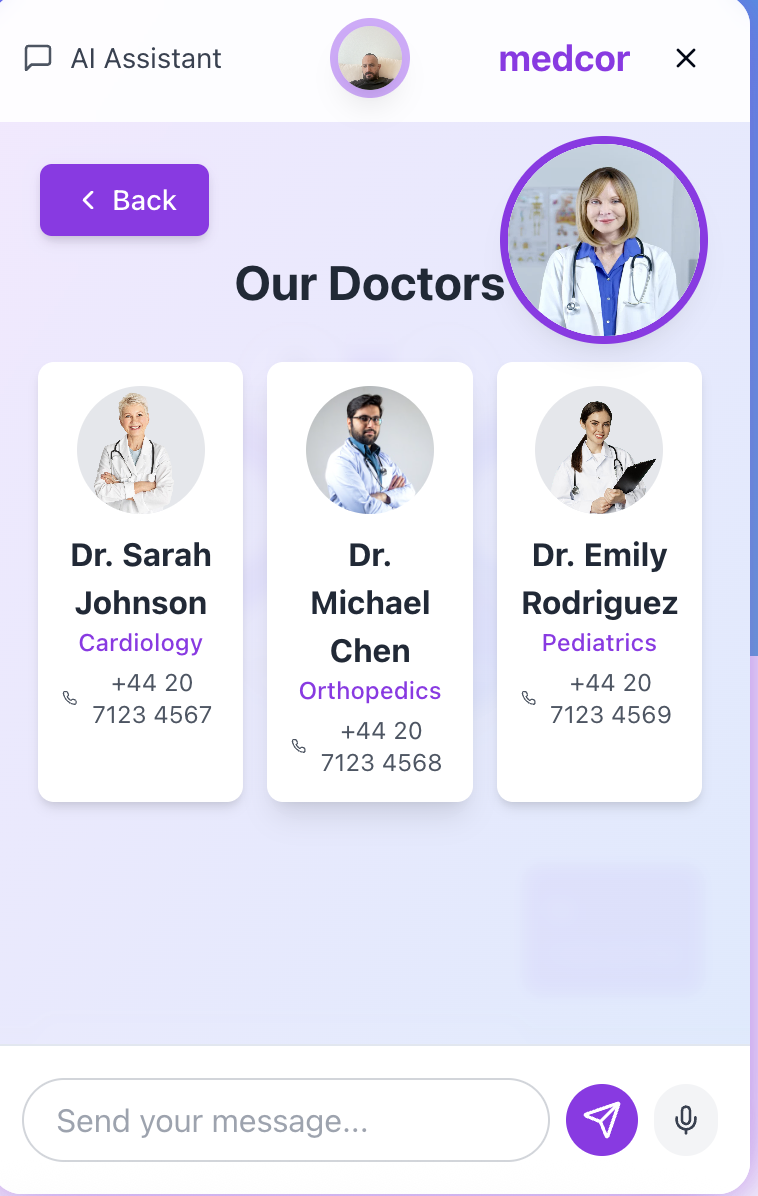 AI Assistant
medcor
Back
Our Doctors
Dr. Sarah
Johnson
Cardiology
+44 20
7123 4567
Dr.
Michael
Chen
Orthopedics
+44 20
7123 4568
Dr. Emily
Rodriguez
Pediatrics
+44 20
7123 4569
Send your message...